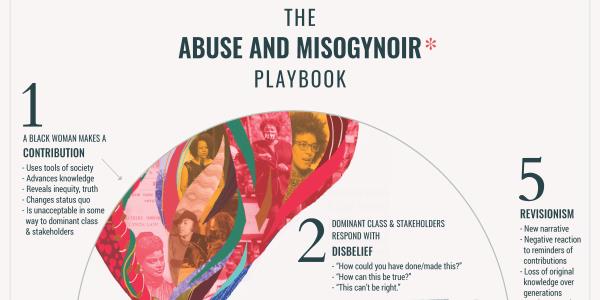 THE
ABUSE AND MISOGYNOIR*
PLAYBOOK
1
A BLACK WOMAN MAKES A
CONTRIBUTION
- Uses tools of society
- Advances knowledge
- Reveals inequity, truth
- Changes status quo
- Is unacceptable in some
way to dominant class
& stakeholders
2
DOMINANT CLASS & STAKEHOLDERS
RESPOND WITH
DISBELIEF
- "How could you have done/made this?"
- "How can this be true?"
- "This can't be right."
5
REVISIONISM
- New narrative
- Negative reaction
to reminders of
contributions
- Loss of original
knowledge over
generations